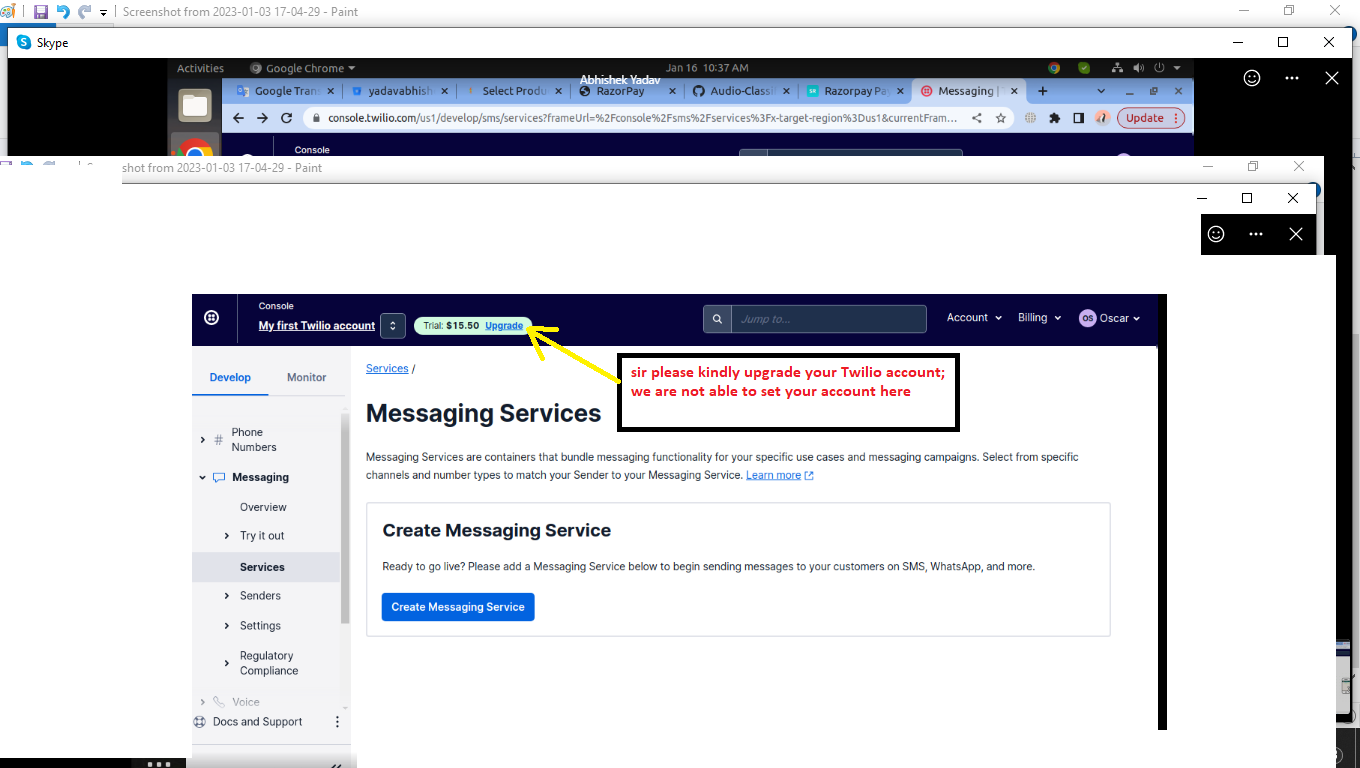 Screenshot from 2023-01-03 17-04-29 - Paint
Skype
Activities
Google Chrome
Jan 16 10:37 AM
Abhishek Yadav
Google Trans
yadavabhish
Select Produ
RazorPay
Audio-Classif
Razorpay Pay
Messaging |
console.twilio.com/us1/develop/sms/services?frameUrl=%2Fconsole%2Fsms%2Fservices%3Fx-target-region%3Dus1&currentFram...
Update
Console
shot from 2023-01-03 17-04-29 - Paint
Console
My first Twilio account
Trial: $15.50 Upgrade
Jump to...
Account
Billing
OS Oscar
Develop
Monitor
Services /
sir please kindly upgrade your Twilio account;
we are not able to set your account here
Messaging Services
# Phone
Numbers
Messaging Services are containers that bundle messaging functionality for your specific use cases and messaging campaigns. Select from specific
channels and number types to match your Sender to your Messaging Service. Learn more
Messaging
Overview
Try it out
Services
Senders
Settings
Regulatory
Compliance
Voice
Docs and Support
Create Messaging Service
Ready to go live? Please add a Messaging Service below to begin sending messages to your customers on SMS, WhatsApp, and more.
Create Messaging Service